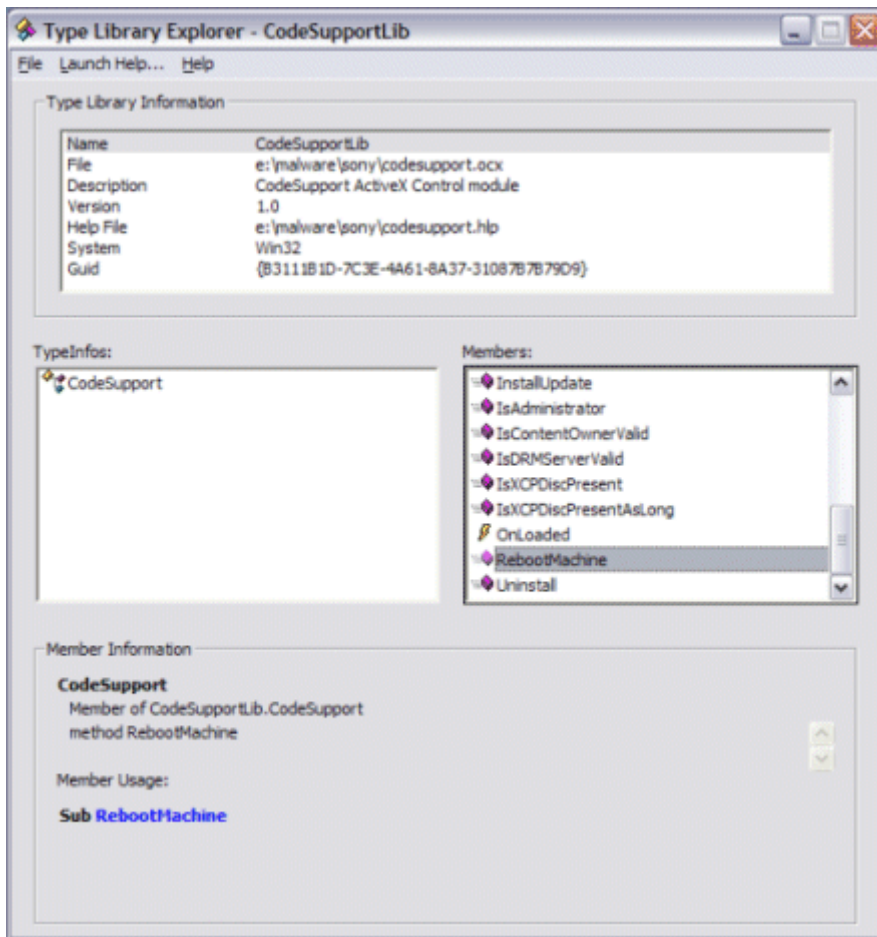 Type Library Explorer - CodeSupportLib
File Launch Help... Help
Type Library Information
Name CodeSupportLib
File e:\malware\sony\codesupport.ocx
Description CodeSupport ActiveX Control module
Version 1.0
Help File e:\malware\sony\codesupport.hlp
System Win32
Guid {B3111B1D-7C3E-4A61-8A37-31087B7B79D9}
TypeInfos:
CodeSupport
Members:
InstallUpdate
IsAdministrator
IsContentOwnerValid
IsDRMServerValid
IsXCPDiscPresent
IsXCPDiscPresentAsLong
OnLoaded
RebootMachine
Uninstall
Member Information
CodeSupport
Member of CodeSupportLib.CodeSupport
method RebootMachine
Member Usage:
Sub RebootMachine